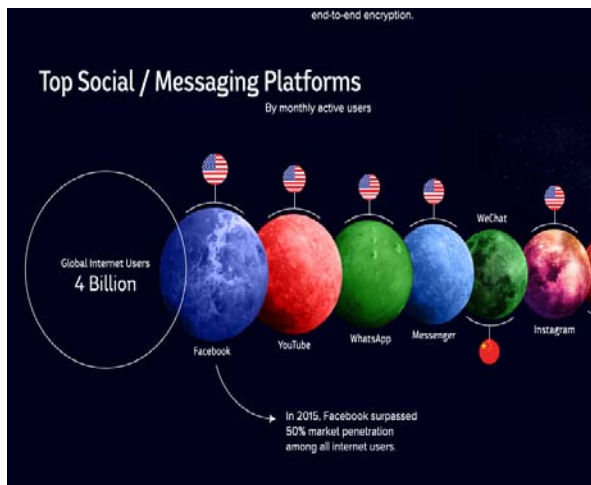 end-to-end encryption.
Top Social / Messaging Platforms
By monthly active users
WeChat
Global Internet Users
4 Billion
Facebook
YouTube
WhatsApp
Messenger
Instagram
In 2015, Facebook surpassed
50% market penetration
among all internet users.